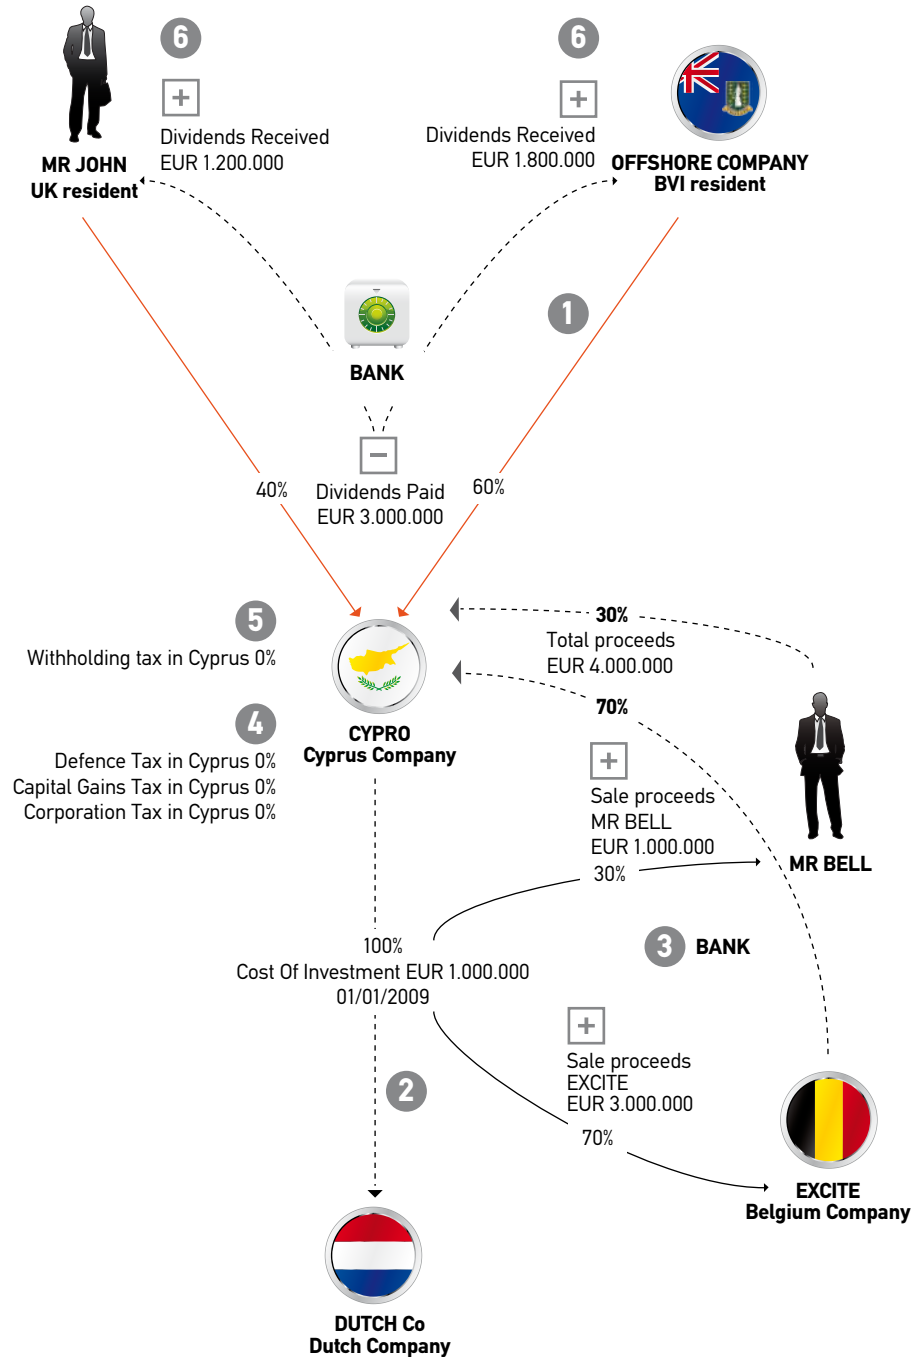 6
6
Dividends Received
EUR 1.200.000
Dividends Received
EUR 1.800.000
MR JOHN
UK resident
OFFSHORE COMPANY
BVI resident
1
BANK
40%
Dividends Paid
EUR 3.000.000
60%
5
Withholding tax in Cyprus 0%
30%
Total proceeds
EUR 4.000.000
70%
4
Defence Tax in Cyprus 0%
Capital Gains Tax in Cyprus 0%
Corporation Tax in Cyprus 0%
CYPRO
Cyprus Company
Sale proceeds
MR BELL
EUR 1.000.000
30%
MR BELL
100%
Cost Of Investment EUR 1.000.000
01/01/2009
3 BANK
Sale proceeds
EXCITE
EUR 3.000.000
70%
2
EXCITE
Belgium Company
DUTCH Co
Dutch Company